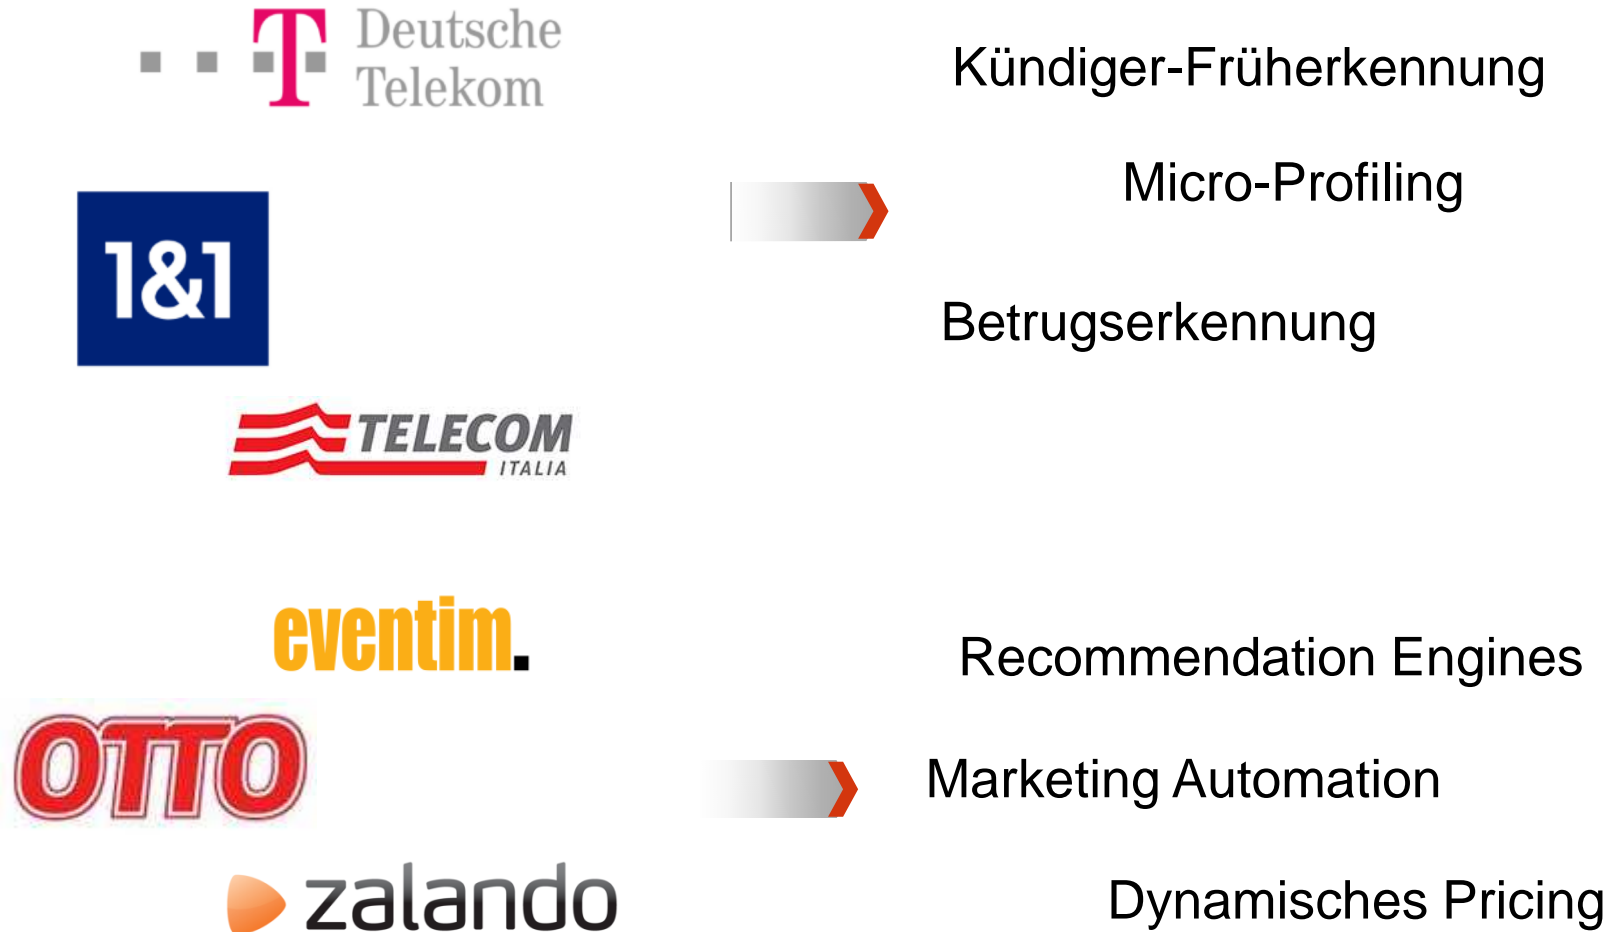 Deutsche
Telekom
Kündiger-Früherkennung
Micro-Profiling
1&1
Betrugserkennung
TELECOM
ITALIA
eventim.
Recommendation Engines
OTTO
Marketing Automation
zalando
Dynamisches Pricing